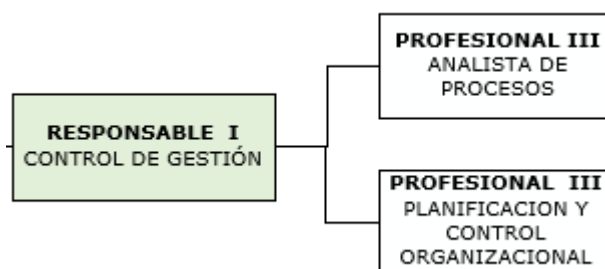 PROFESIONAL III
ANALISTA DE
PROCESOS
RESPONSABLE I
CONTROL DE GESTIÓN
PROFESIONAL III
PLANIFICACION Y
CONTROL
ORGANIZACIONAL